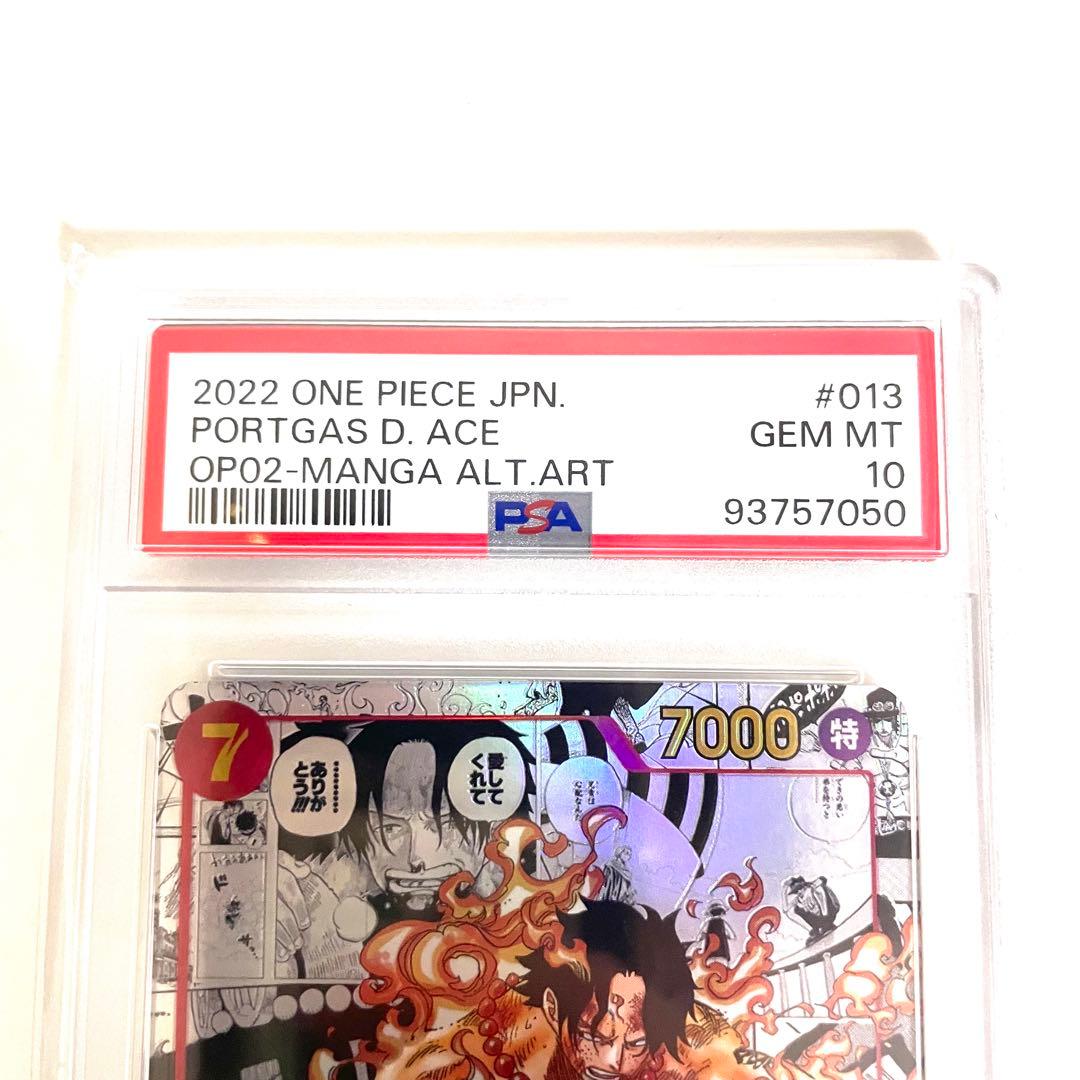 2022 ONE PIECE JPN.
#013
PORTGAS D. ACE
GEM MT
OP02-MANGA ALT.ART
10
PSA
93757050
7
7000
特
愛して
くれて
………
ありが
とう!!!